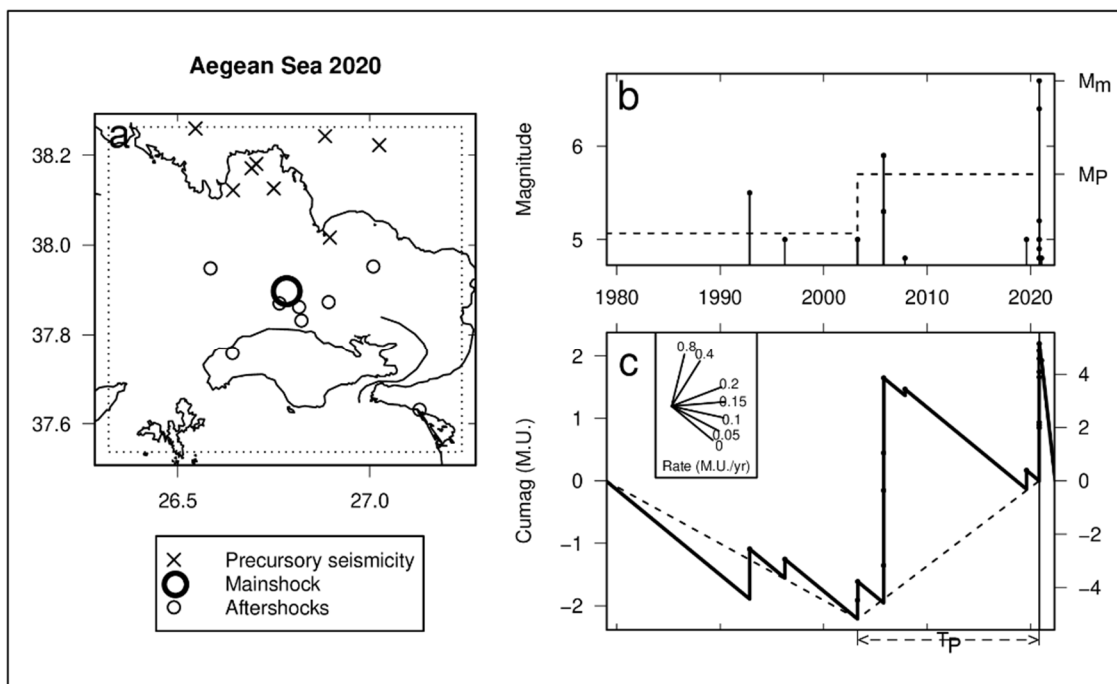 Aegean Sea 2020
a
38.2
38.0
37.8
37.6
26.5 27.0
Precursory seismicity
Mainshock
Aftershocks
b
Magnitude
6
5
Mm
MP
1980 1990 2000 2010 2020
c
Cumag (M.U.)
2
1
0
−1
−2
0.8
0.4
0.2
0.15
0.1
0.05
0
Rate (M.U./yr)
4
2
0
−2
−4
TP